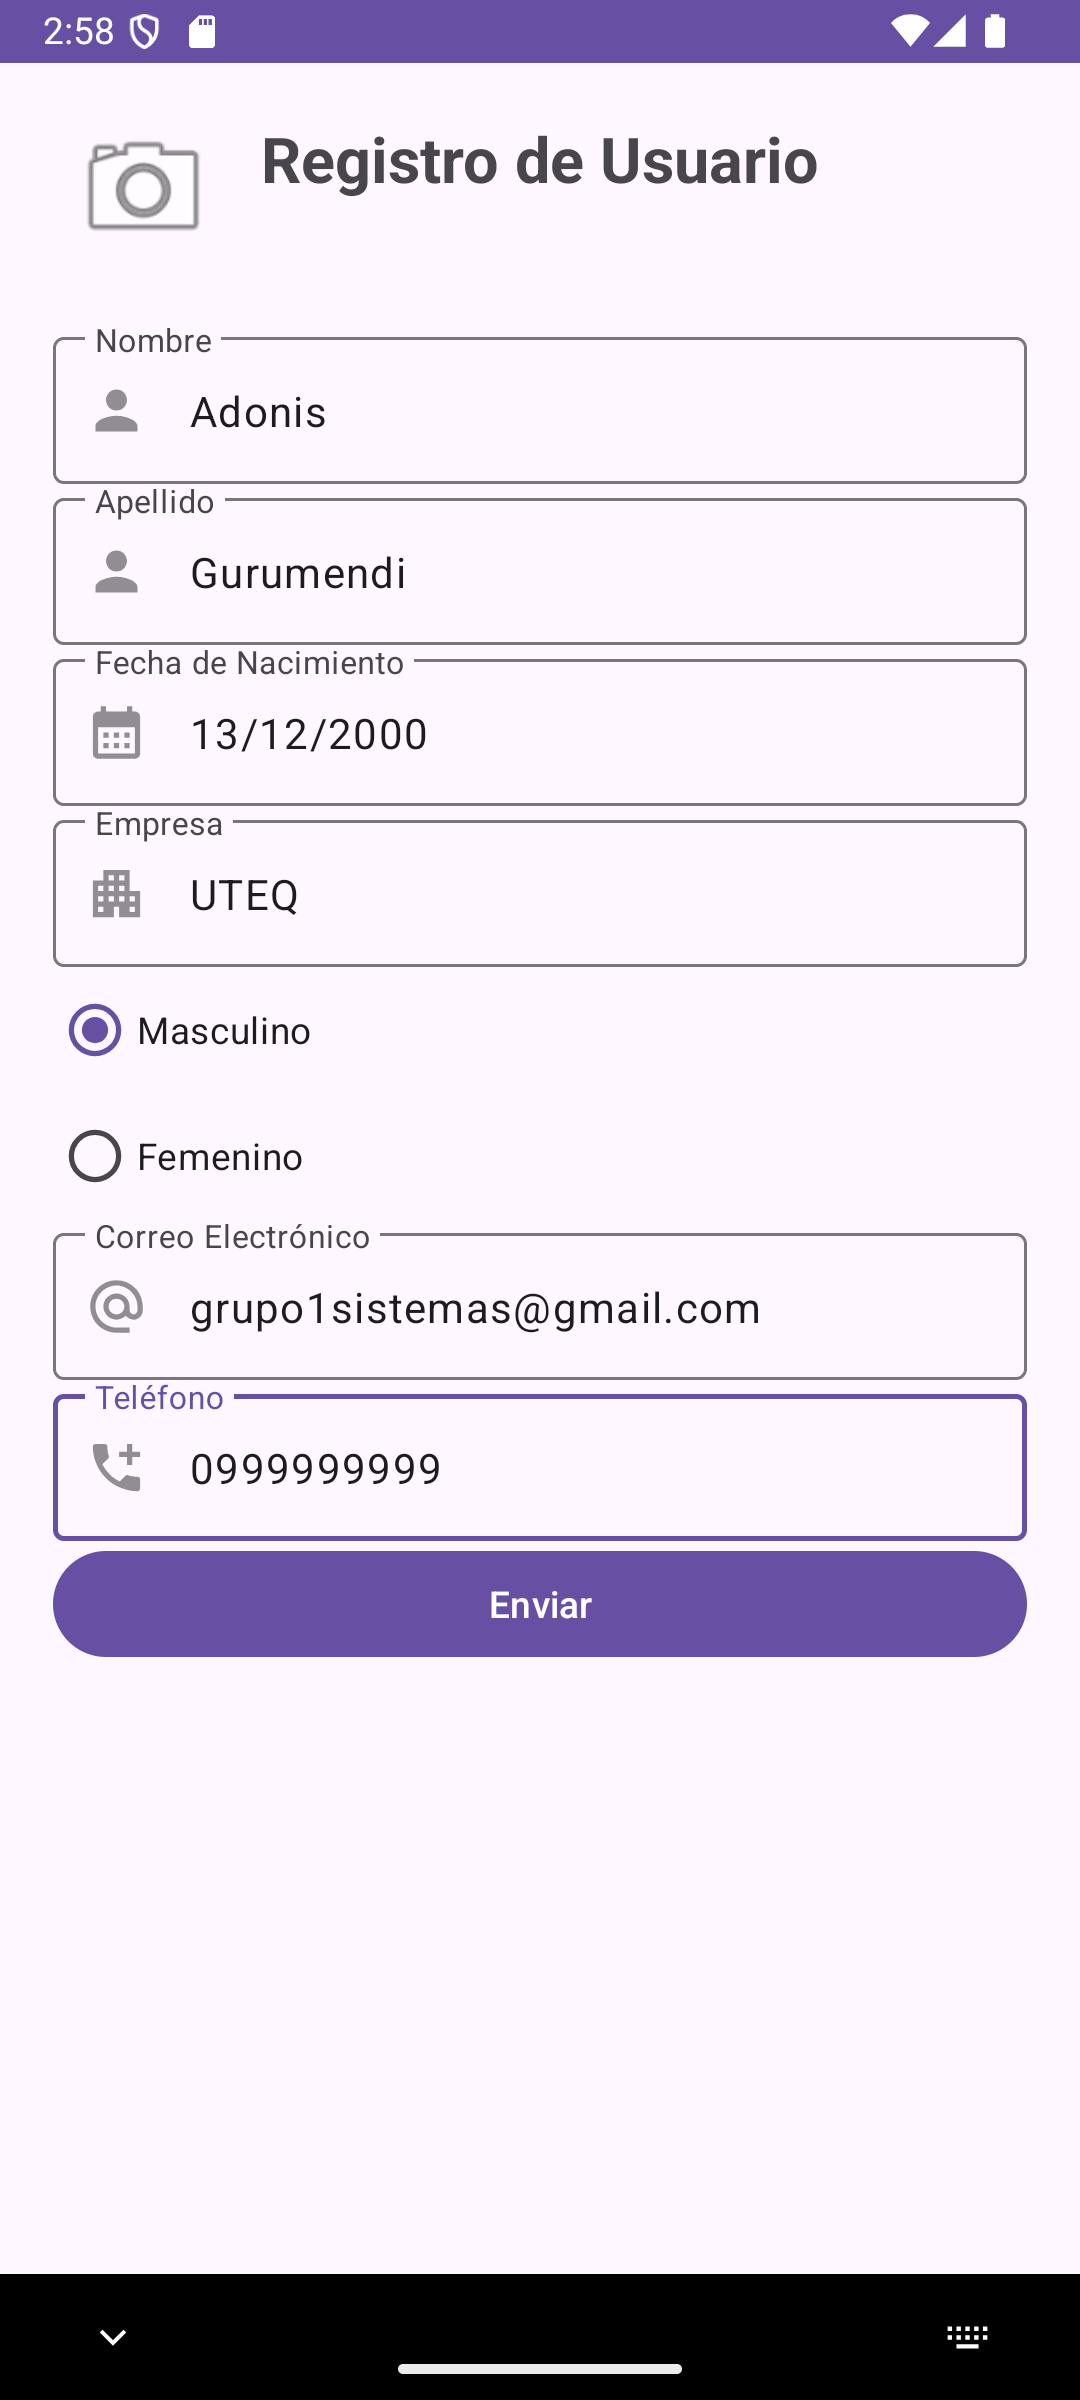 2:58
Registro de Usuario
Nombre
Adonis
Apellido
Gurumendi
Fecha de Nacimiento
13/12/2000
Empresa
UTEQ
Masculino
Femenino
Correo Electrónico
grupo1sistemas@gmail.com
Teléfono
0999999999
Enviar